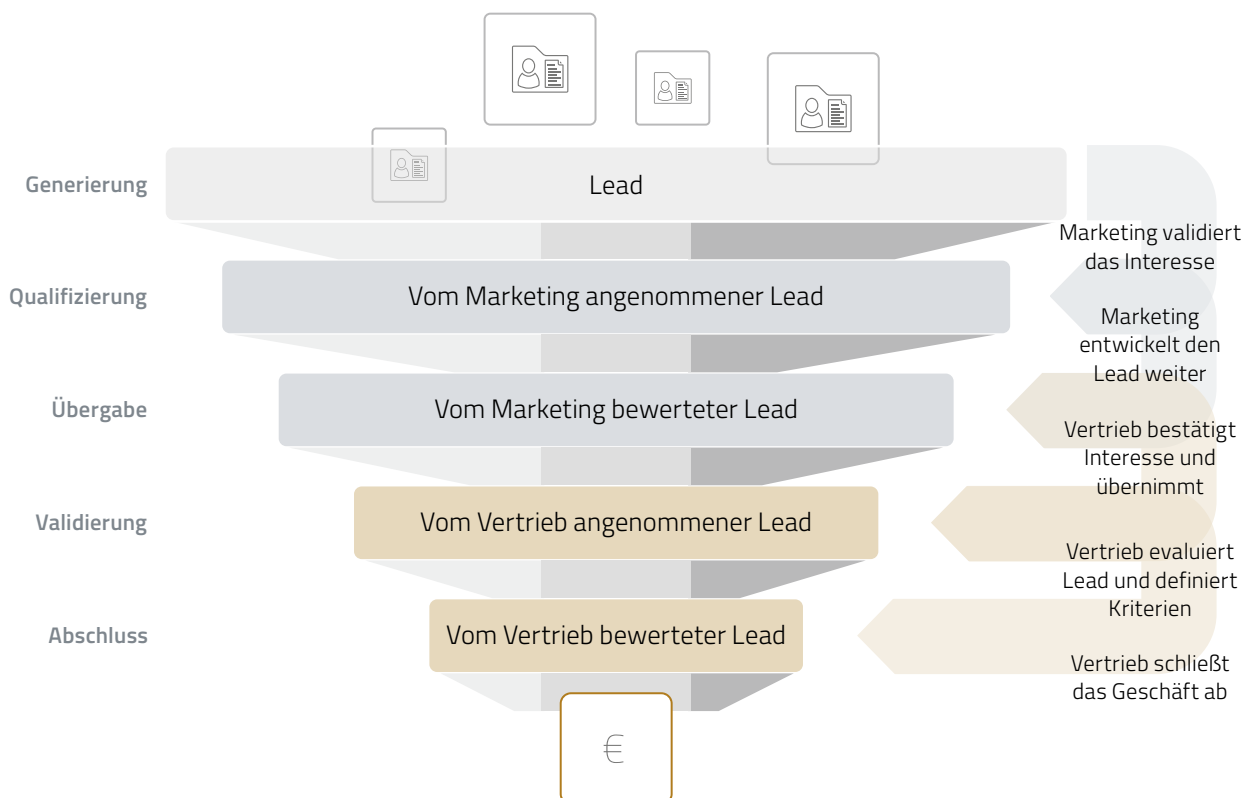 Generierung
Lead
Marketing validiert
das Interesse
Qualifizierung
Vom Marketing angenommener Lead
Marketing
entwickelt den
Lead weiter
Übergabe
Vom Marketing bewerteter Lead
Vertrieb bestätigt
Interesse und
übernimmt
Validierung
Vom Vertrieb angenommener Lead
Vertrieb evaluiert
Lead und definiert
Kriterien
Abschluss
Vom Vertrieb bewerteter Lead
Vertrieb schließt
das Geschäft ab
€